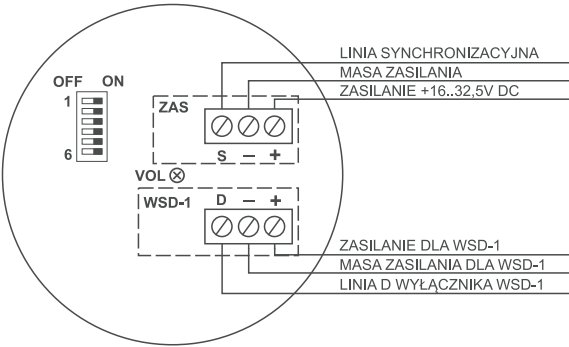 LINIA SYNCHRONIZACYJNA
MASA ZASILANIA
ZASILANIE +16..32,5V DC
OFF ON
1
6
ZAS
S – +
VOL
WSD-1
D – +
ZASILANIE DLA WSD-1
MASA ZASILANIA DLA WSD-1
LINIA D WYŁĄCZNIKA WSD-1